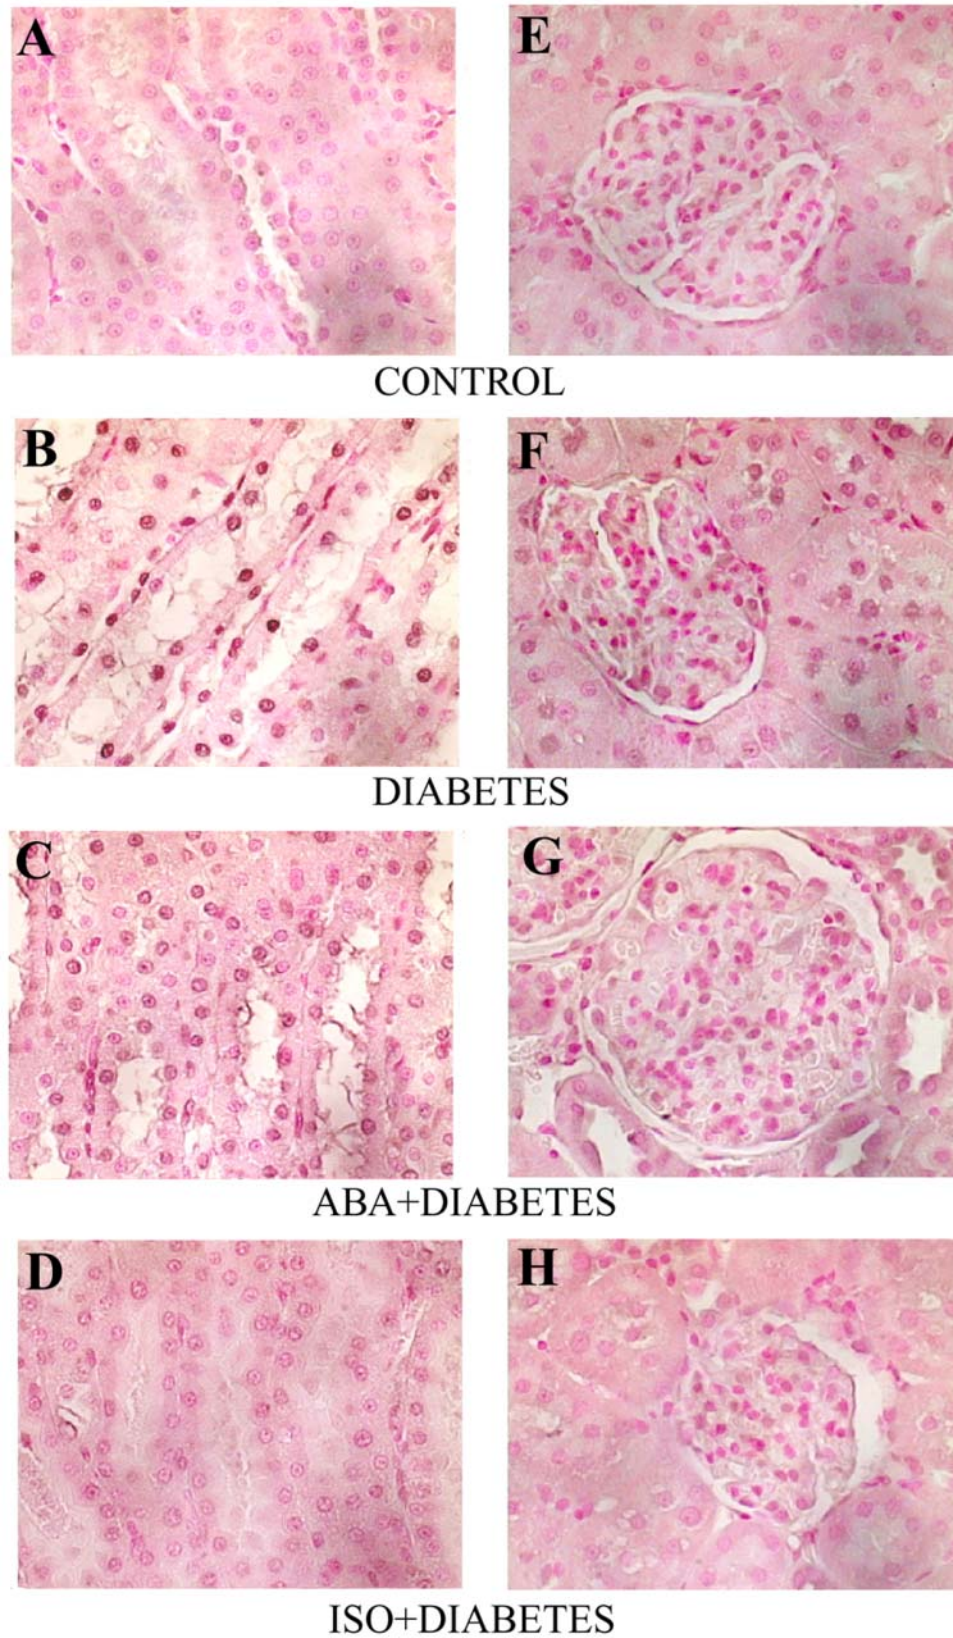 A E
CONTROL
B F
DIABETES
C G
ABA+DIABETES
D H
ISO+DIABETES